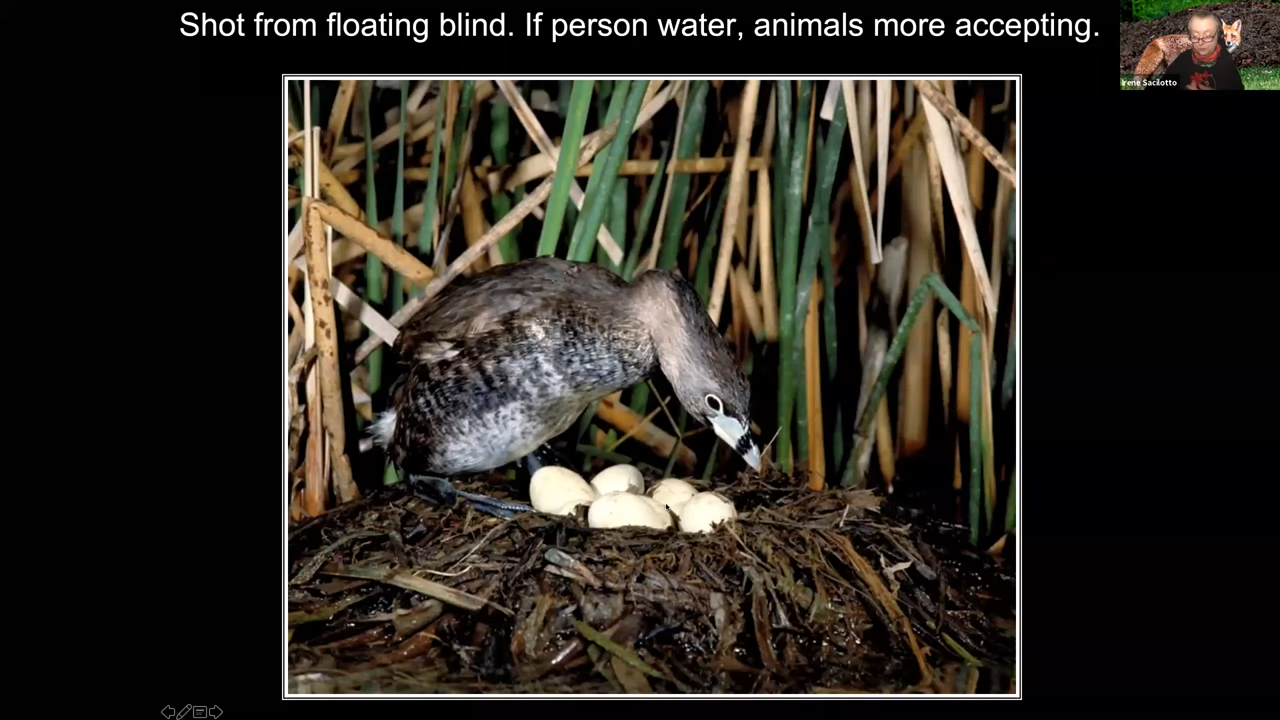 Shot from floating blind. If person water, animals more accepting.
Irene Sacilotto